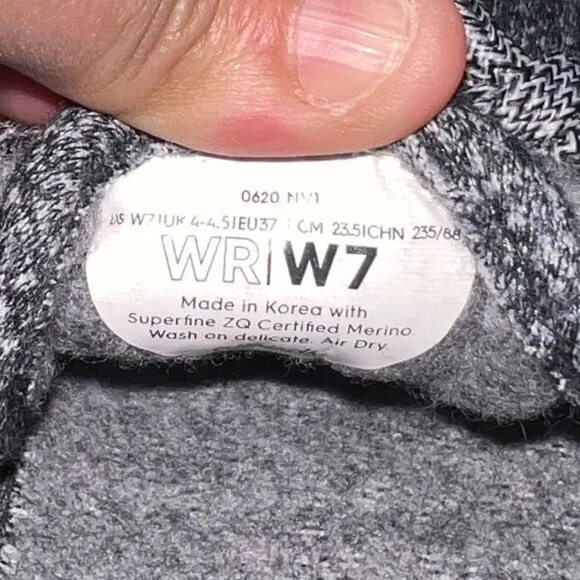 0620 NV1
US W7|UK 4-4.5|EU37 | CM 23.5|CHN 235/88
WR|W7
Made in Korea with
Superfine ZQ Certified Merino.
Wash on delicate. Air Dry.